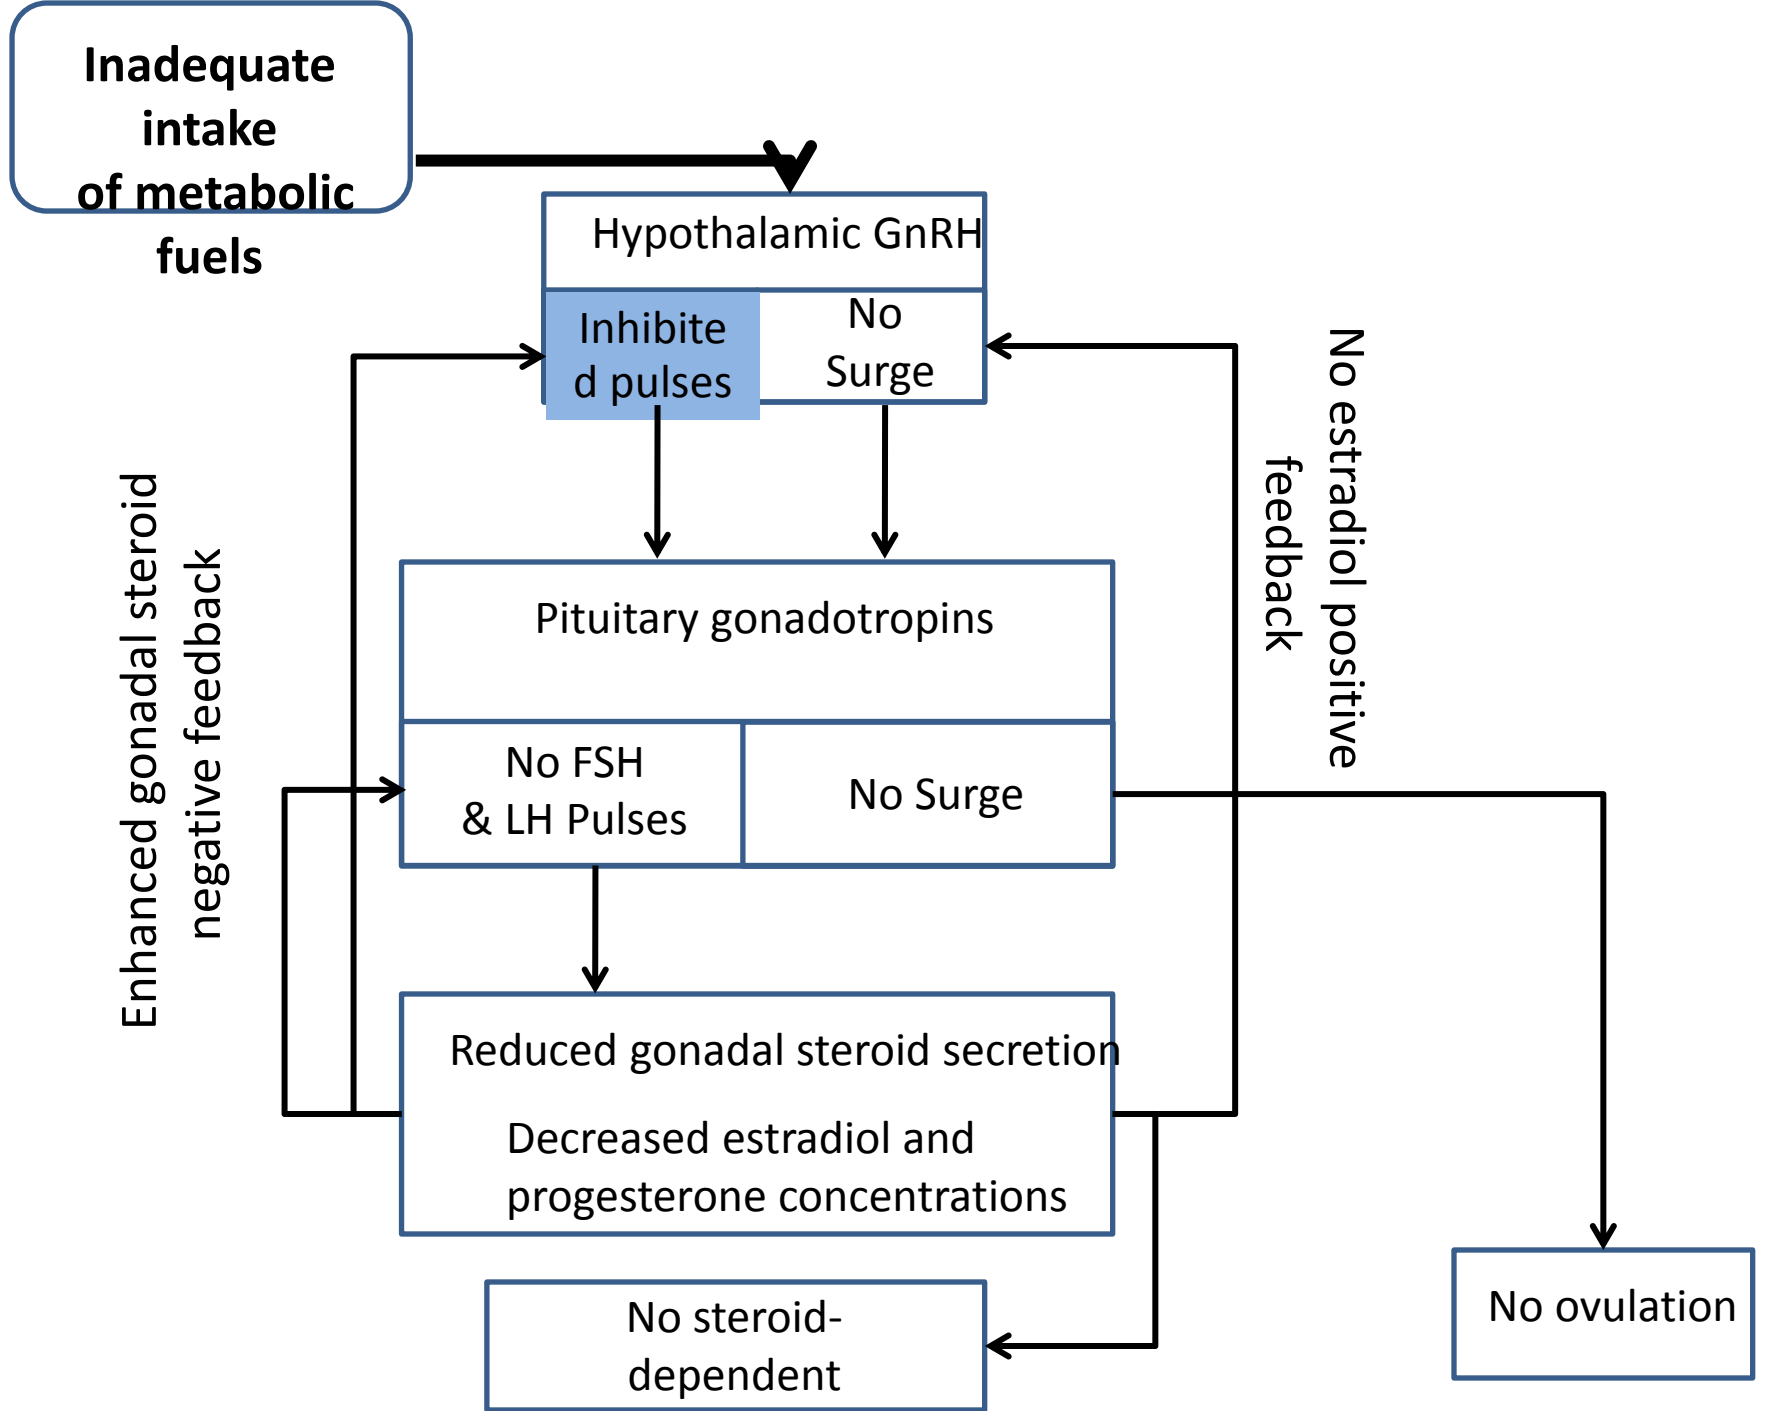 Inadequate
intake
of metabolic
fuels
Hypothalamic GnRH
Inhibite
d pulses
No
Surge
No estradiol positive
feedback
Enhanced gonadal steroid
negative feedback
Pituitary gonadotropins
No FSH
& LH Pulses
No Surge
Reduced gonadal steroid secretion
Decreased estradiol and
progesterone concentrations
No steroid-
dependent
No ovulation